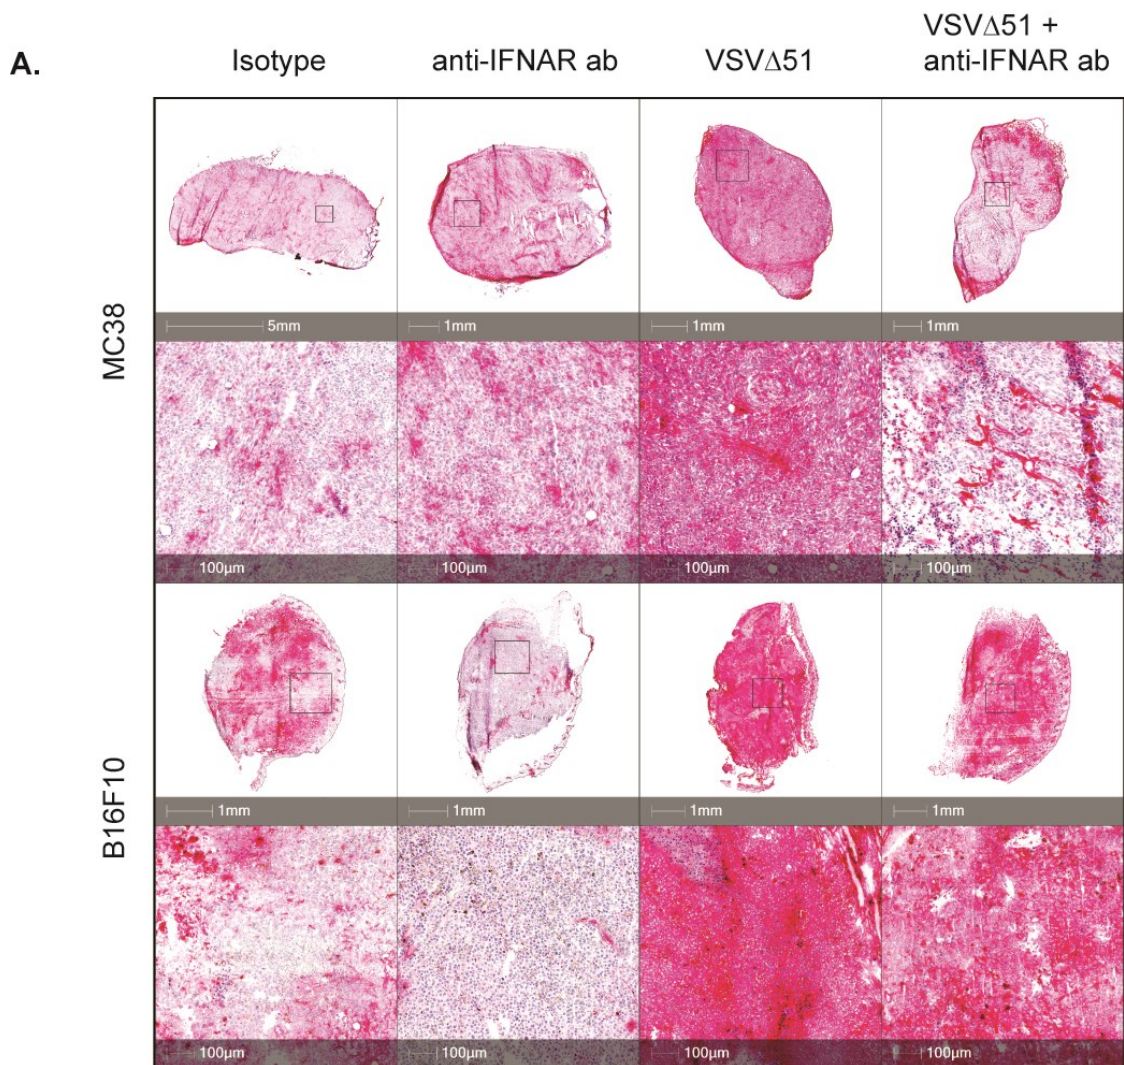 A.
Isotype
anti-IFNAR ab
VSVΔ51
VSVΔ51 +
anti-IFNAR ab
MC38
5mm
1mm
1mm
1mm
100µm
100µm
100µm
100µm
B16F10
1mm
1mm
1mm
1mm
100µm
100µm
100µm
100µm